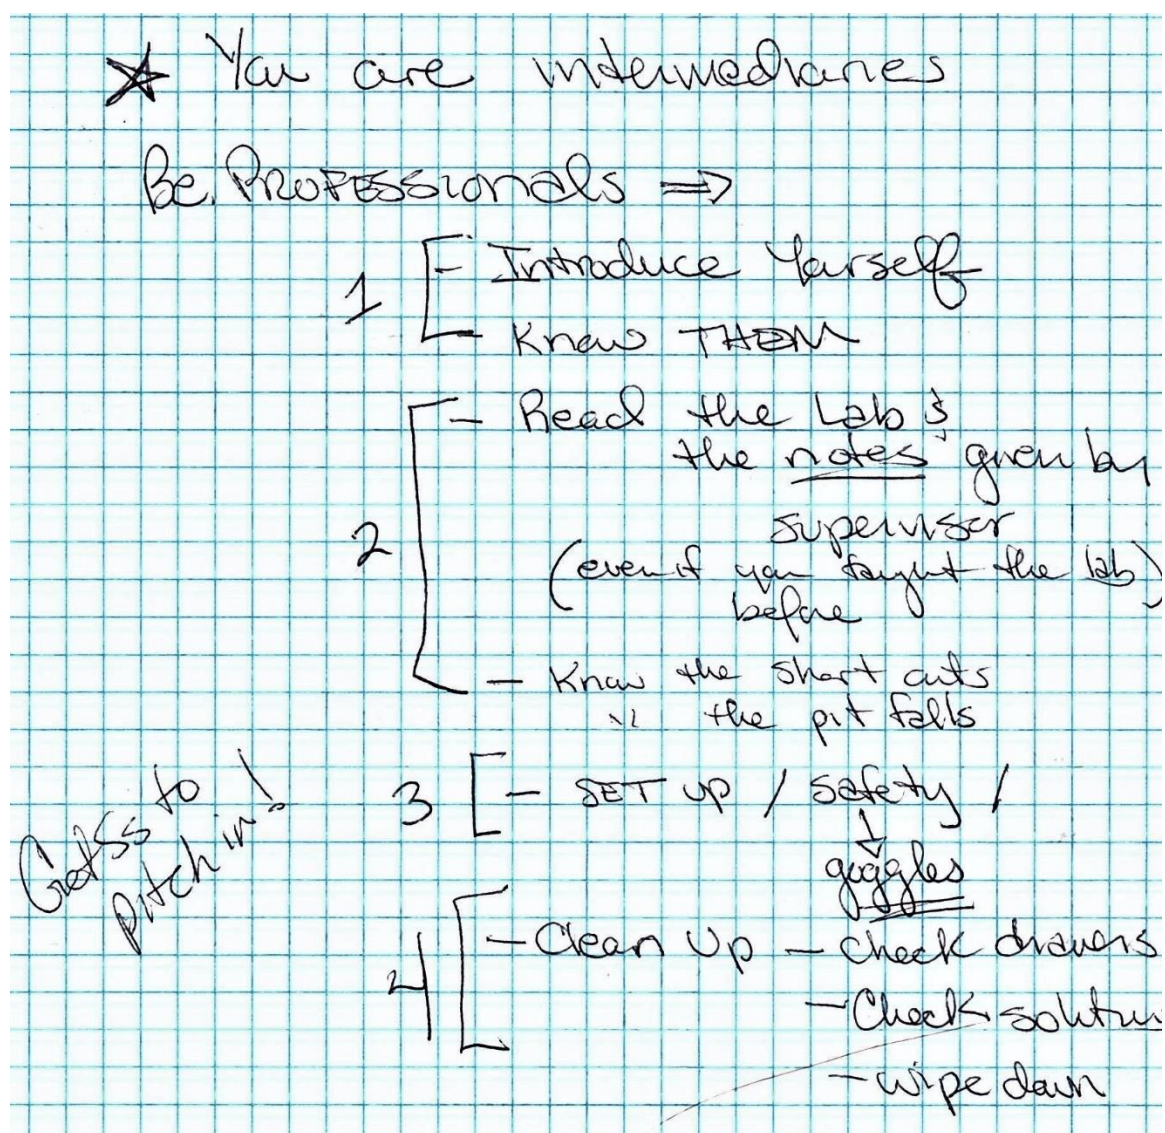 ★ You are intermediaries
Be. PROFESSIONals ⇒
1 - Introduce Yourself
- Know THEM
- Read the Lab &
the notes given by
supervisor
2 (even if you taught the lab)
before
- Know the short cuts
" the pit falls
3 - SET UP / safety /
↓
goggles
Get Ss to
pitch in!
4 - Clean Up - check drawers
- Check solution
- wipe down